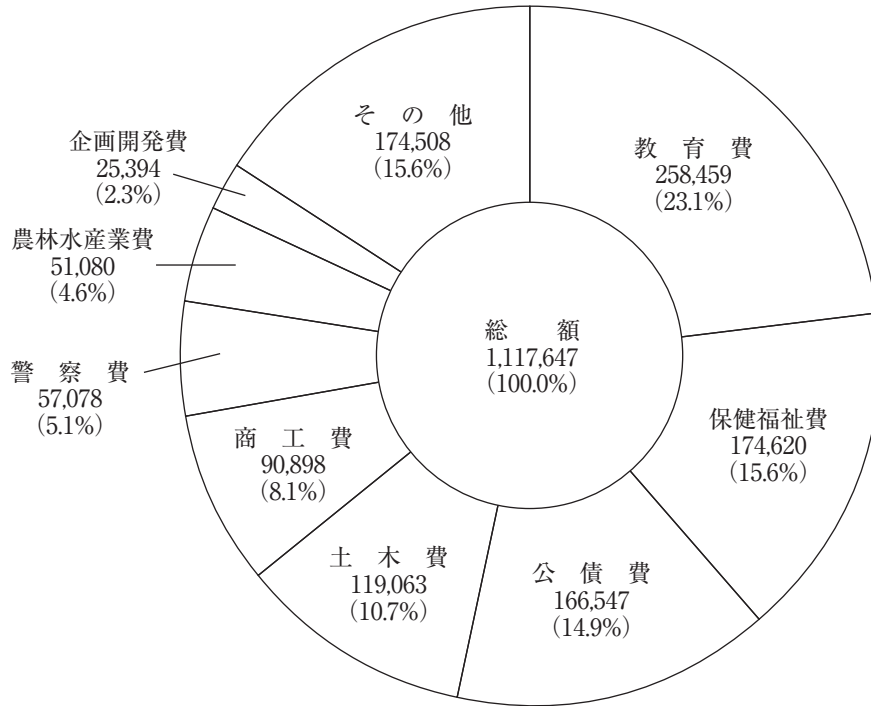 総　額
1,117,647
（100.0%）
教　育　費
258,459
（23.1%）
保健福祉費
174,620
（15.6%）
公　債　費
166,547
（14.9%）
土　木　費
119,063
（10.7%）
商　工　費
90,898
（8.1%）
警　察　費
57,078
（5.1%）
農林水産業費
51,080
（4.6%）
企画開発費
25,394
（2.3%）
そ　の　他
174,508
（15.6%）